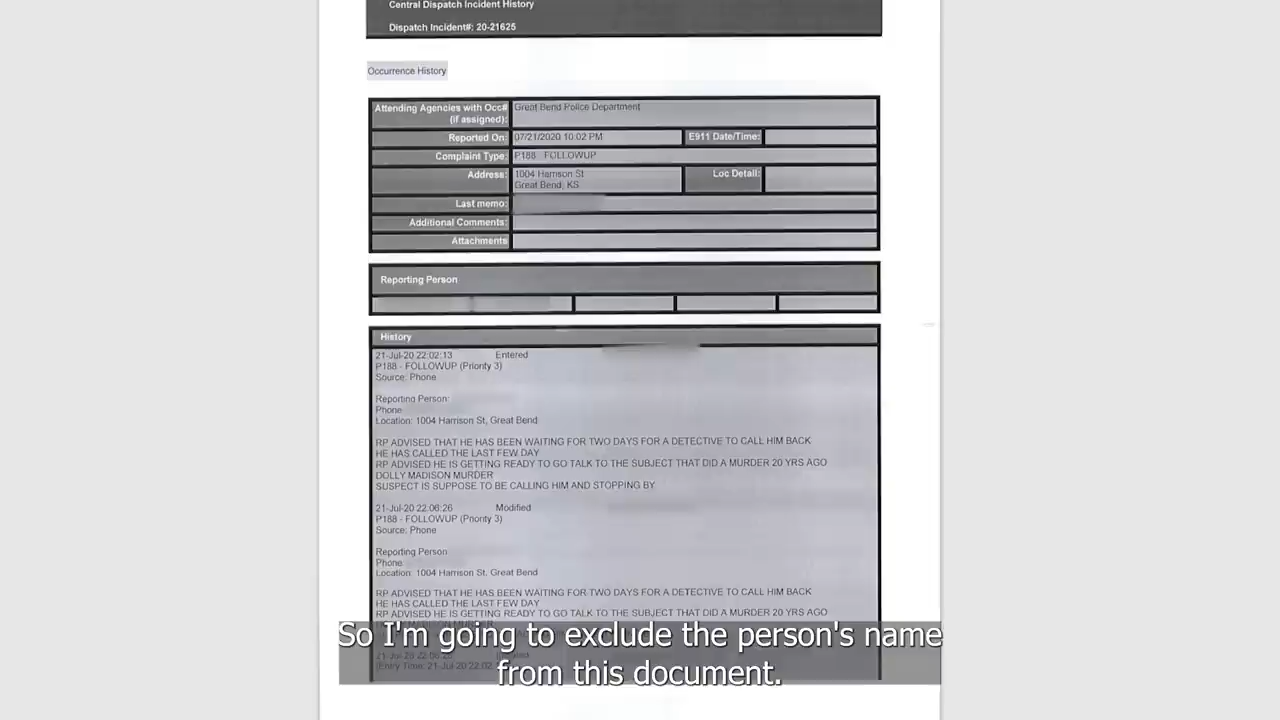 Central Dispatch Incident History
Dispatch Incident#: 20-21625
Occurrence History
Attending Agencies with Occ# Great Bend Police Department
(if assigned):
Reported On: 07/21/2020 10:02 PM E911 Date/Time:
Complaint Type: P188 FOLLOWUP
Address: 1004 Harrison St Loc Detail:
Great Bend, KS
Last memo:
Additional Comments:
Attachments
Reporting Person
History
21-Jul-20 22:02:13 Entered
P188 - FOLLOWUP (Priority 3)
Source: Phone
Reporting Person:
Phone
Location: 1004 Harrison St, Great Bend
RP ADVISED THAT HE HAS BEEN WAITING FOR TWO DAYS FOR A DETECTIVE TO CALL HIM BACK
HE HAS CALLED THE LAST FEW DAY
RP ADVISED HE IS GETTING READY TO GO TALK TO THE SUBJECT THAT DID A MURDER 20 YRS AGO
DOLLY MADISON MURDER
SUSPECT IS SUPPOSE TO BE CALLING HIM AND STOPPING BY
21-Jul-20 22:06:26 Modified
P188 - FOLLOWUP (Priority 3)
Source: Phone
Reporting Person
Phone
Location: 1004 Harrison St, Great Bend
RP ADVISED THAT HE HAS BEEN WAITING FOR TWO DAYS FOR A DETECTIVE TO CALL HIM BACK
HE HAS CALLED THE LAST FEW DAY
RP ADVISED HE IS GETTING READY TO GO TALK TO THE SUBJECT THAT DID A MURDER 20 YRS AGO
So I'm going to exclude the person's name
from this document.